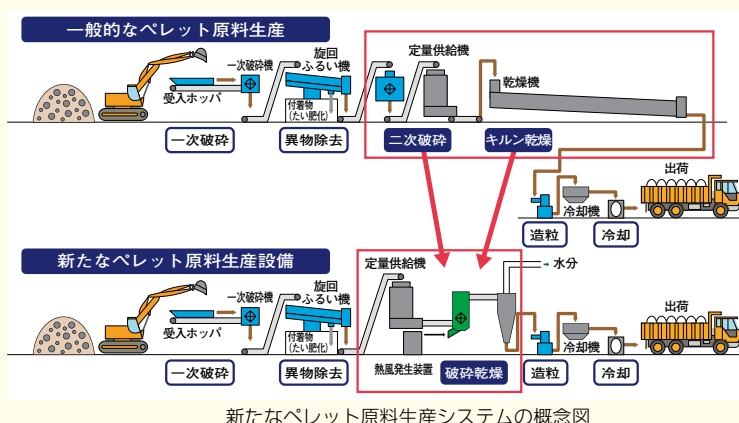 一般的なペレット原料生産
受入ホッパ
一次破砕機
旋回
ふるい機
付着物
(たい肥化)
定量供給機
乾燥機
一次破砕
異物除去
二次破砕
キルン乾燥
冷却機
出荷
造粒
冷却
新たなペレット原料生産設備
受入ホッパ
一次破砕機
旋回
ふるい機
付着物
(たい肥化)
定量供給機
熱風発生装置
水分
冷却機
出荷
一次破砕
異物除去
破砕乾燥
造粒
冷却
新たなペレット原料生産システムの概念図